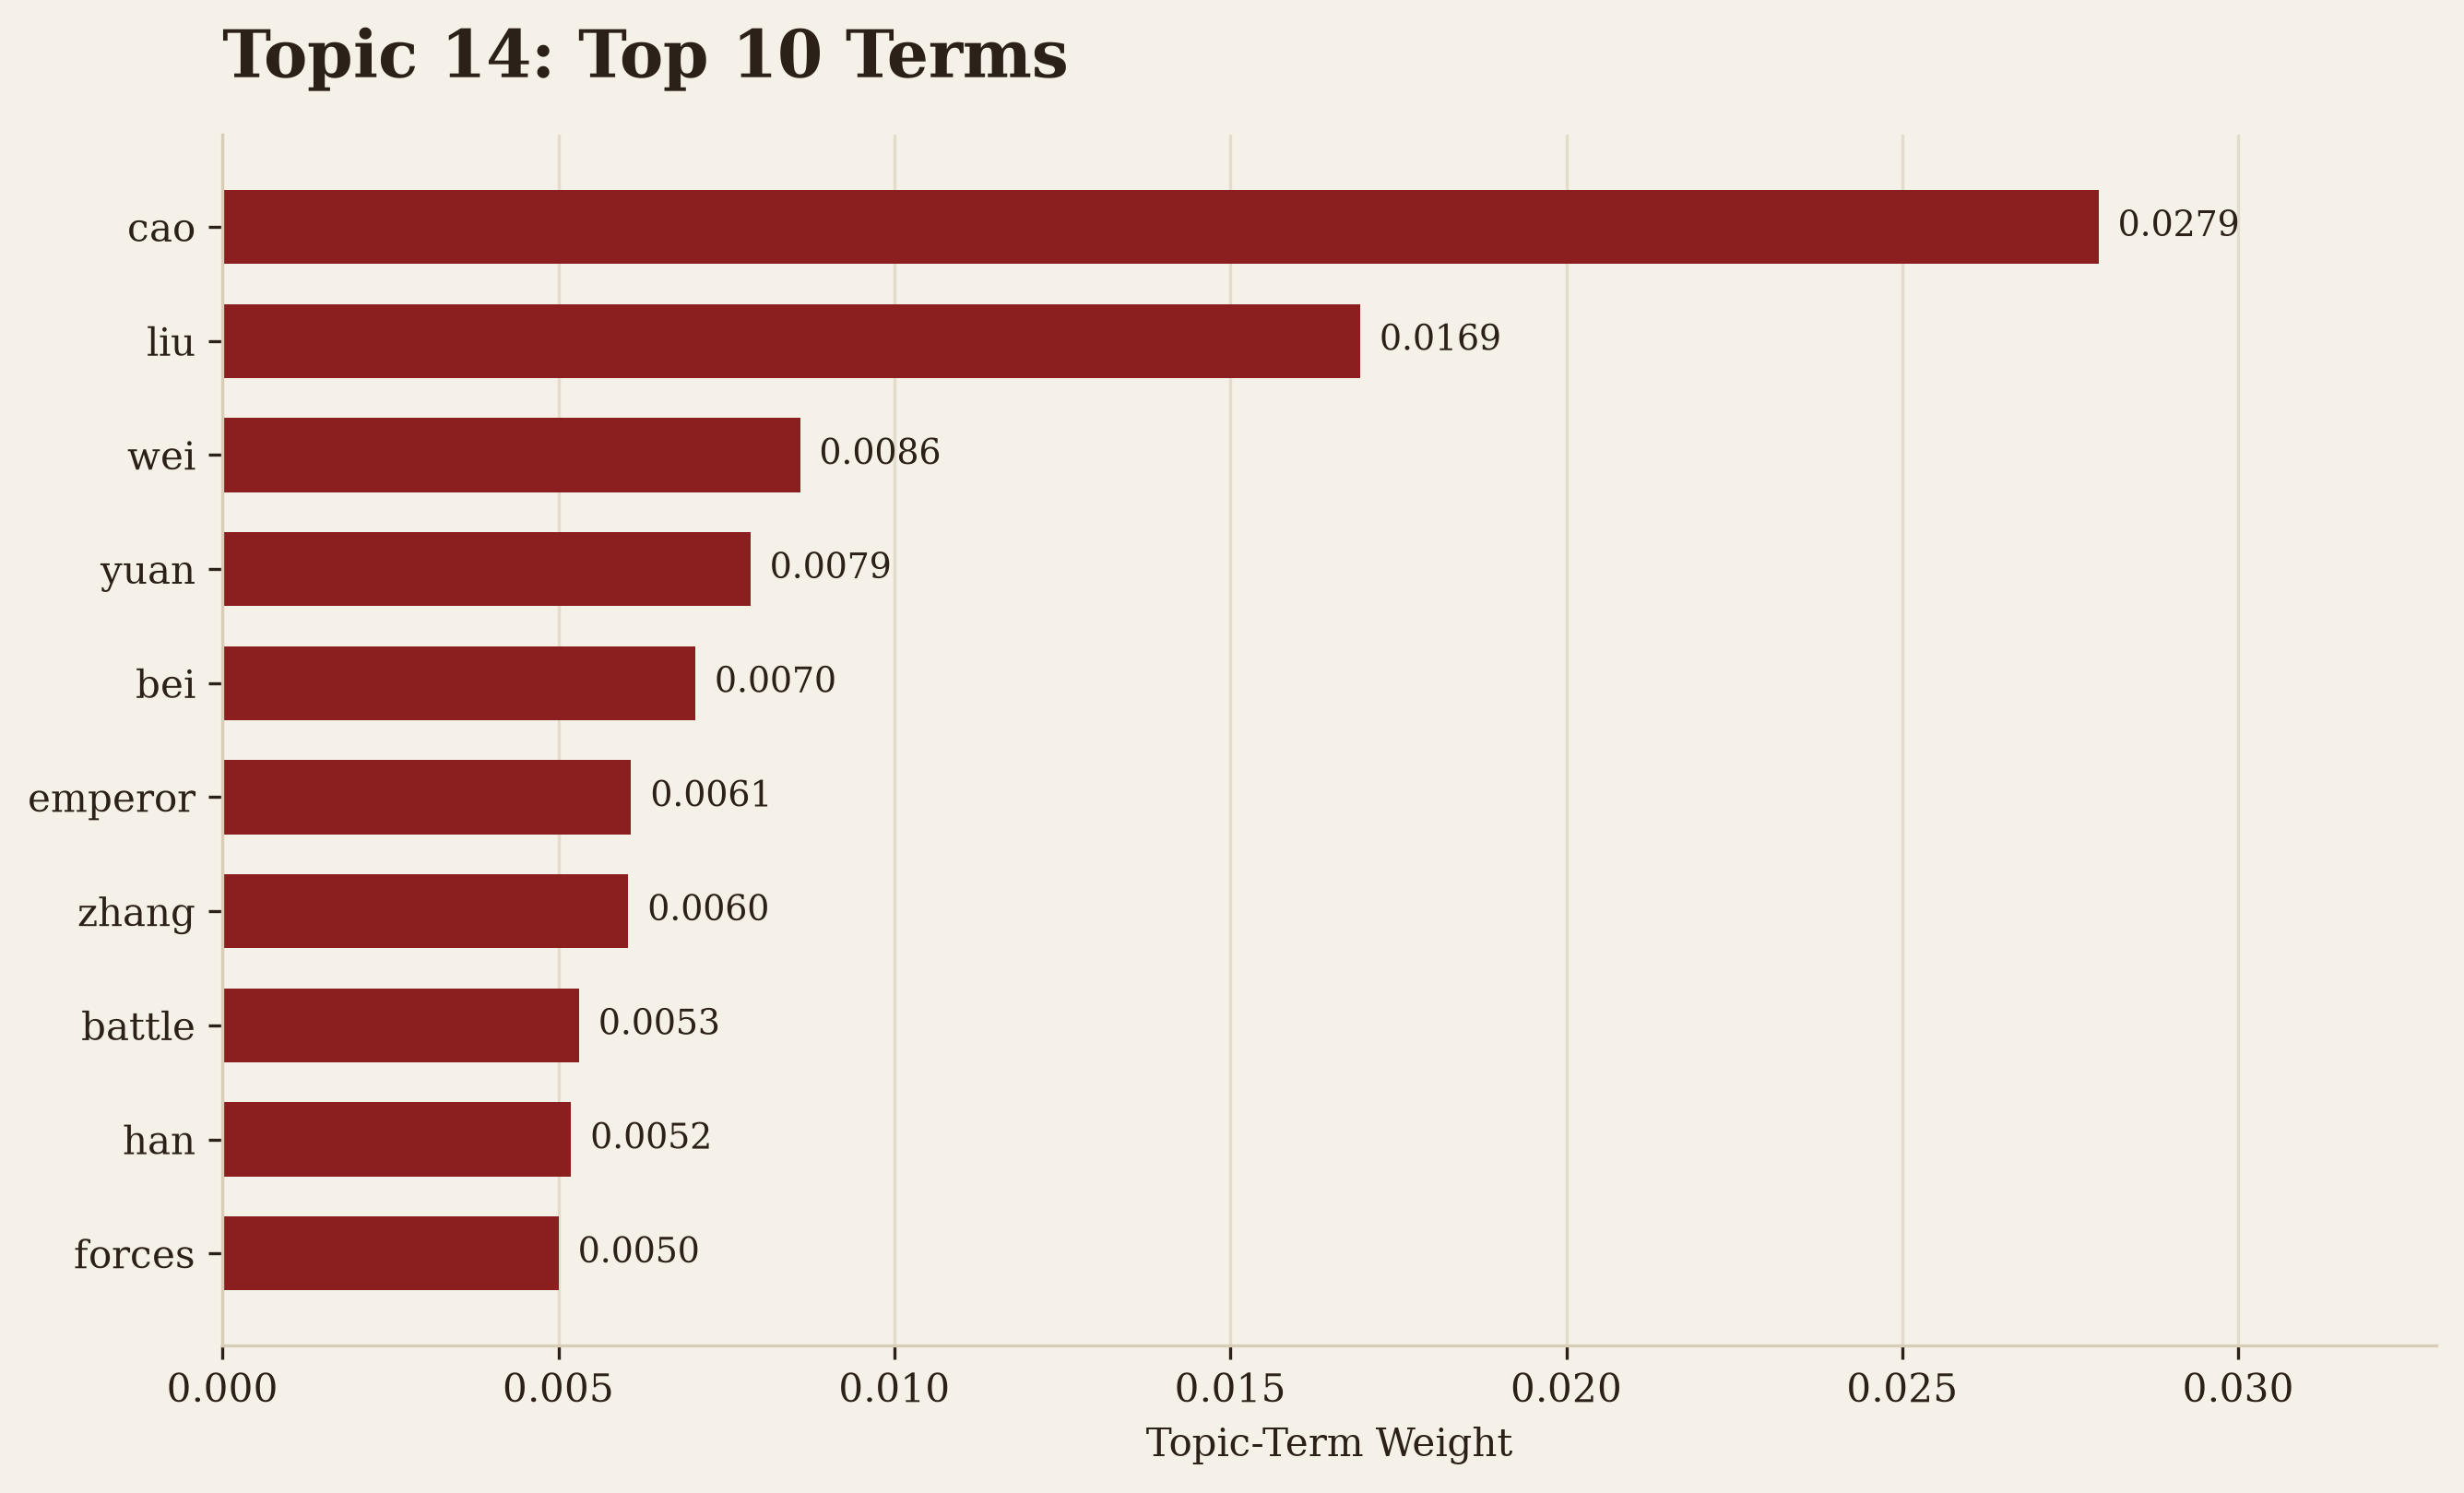 Topic 14: Top 10 Terms
cao 0.0279
liu 0.0169
wei 0.0086
yuan 0.0079
bei 0.0070
emperor 0.0061
zhang 0.0060
battle 0.0053
han 0.0052
forces 0.0050
0.000 0.005 0.010 0.015 0.020 0.025 0.030
Topic-Term Weight